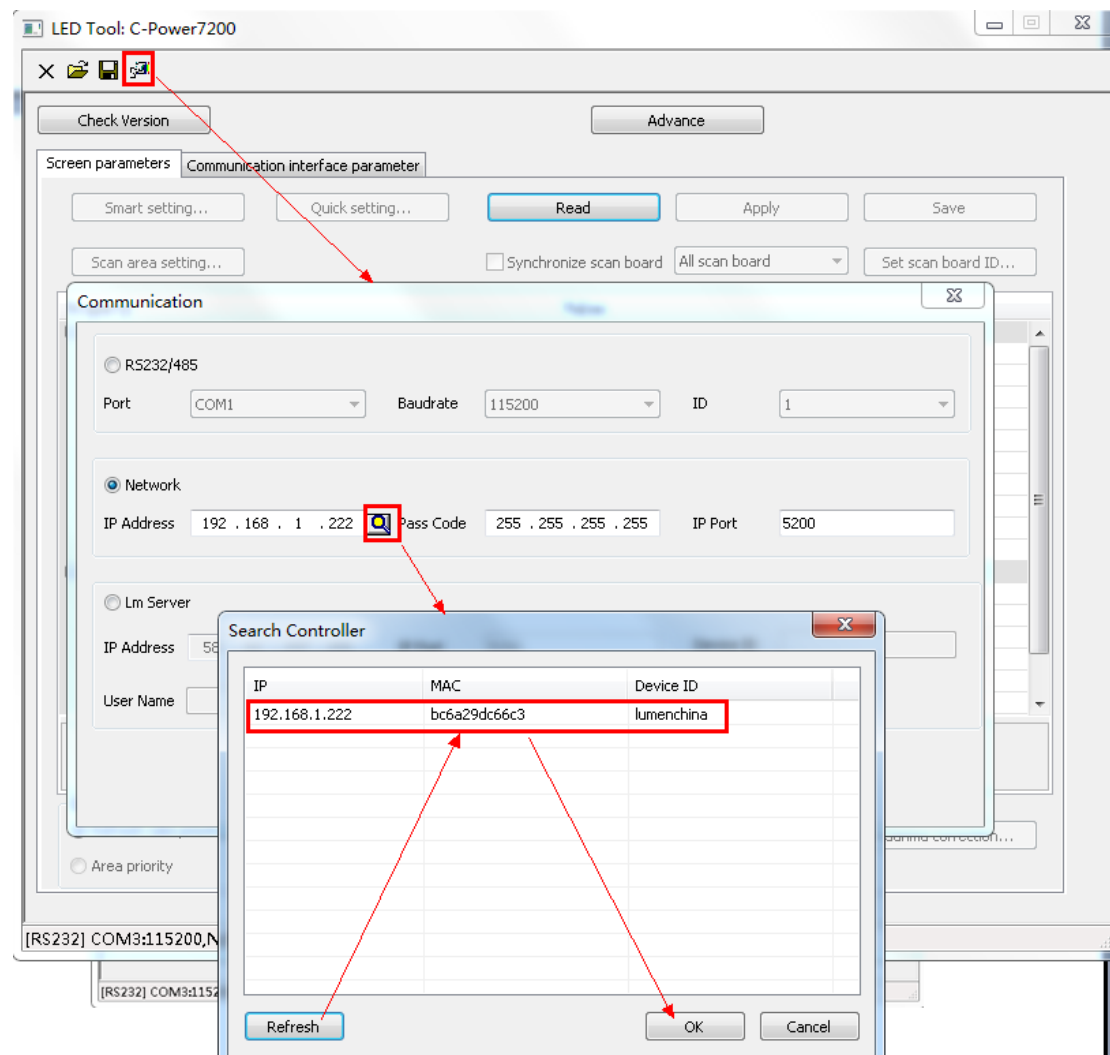 LED Tool: C-Power7200
Check Version
Advance
Screen parameters
Communication interface parameter
Smart setting...
Quick setting...
Read
Apply
Save
Scan area setting...
Synchronize scan board
All scan board
Set scan board ID...
Communication
RS232/485
Port
COM1
Baudrate
115200
ID
1
Network
IP Address
192 . 168 . 1 . 222
Pass Code
255 . 255 . 255 . 255
IP Port
5200
Lm Server
IP Address
58
User Name
Search Controller
IP
MAC
Device ID
192.168.1.222
bc6a29dc66c3
lumenchina
Area priority
[RS232] COM3:115200,N
[RS232] COM3:1152
Refresh
OK
Cancel